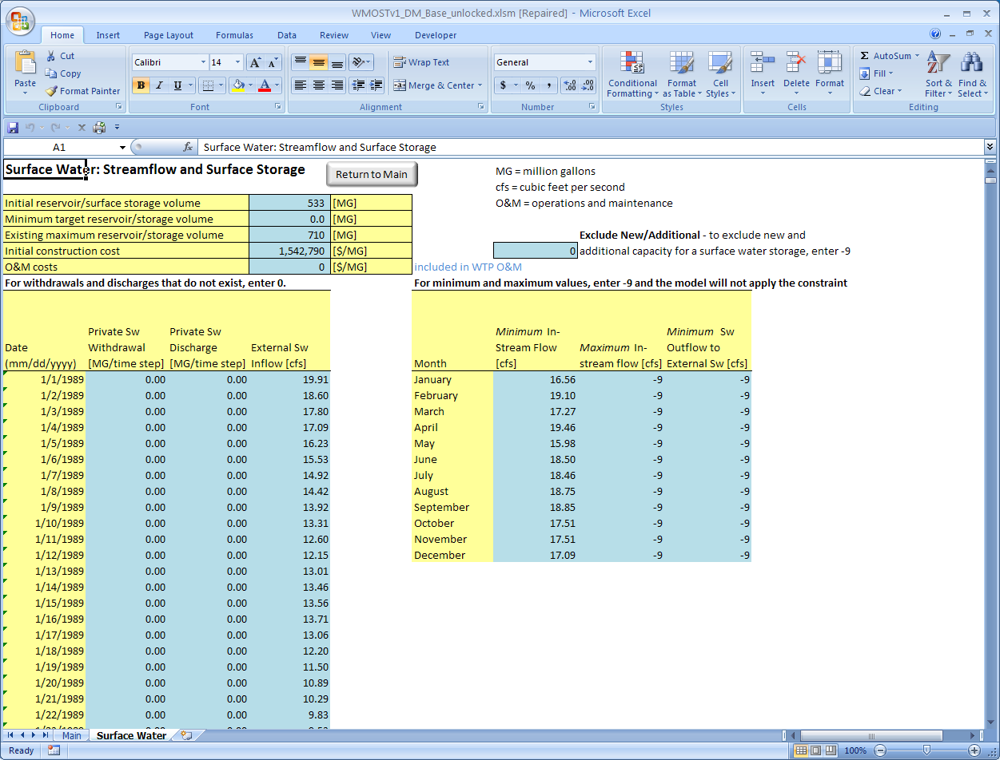 WMOSTv1_DM_Base_unlocked.xlsm [Repaired] - Microsoft Excel
Home Insert Page Layout Formulas Data Review View Developer
Paste Cut Copy Format Painter
Clipboard
Calibri 14
B I U
Font
Wrap Text
Merge & Center
Alignment
General
$ % ,
Number
Conditional Formatting
Format as Table
Cell Styles
Styles
Insert Delete Format
Cells
AutoSum
Fill
Clear
Sort & Filter
Find & Select
Editing
A1 fx Surface Water: Streamflow and Surface Storage
Surface Water: Streamflow and Surface Storage
Return to Main
MG = million gallons
cfs = cubic feet per second
O&M = operations and maintenance
Initial reservoir/surface storage volume 533 [MG]
Minimum target reservoir/storage volume 0.0 [MG]
Existing maximum reservoir/storage volume 710 [MG]
Initial construction cost 1,542,790 [$/MG]
O&M costs 0 [$/MG] included in WTP O&M
Exclude New/Additional - to exclude new and
0 additional capacity for a surface water storage, enter -9
For withdrawals and discharges that do not exist, enter 0.
For minimum and maximum values, enter -9 and the model will not apply the constraint
Date (mm/dd/yyyy) Private Sw Withdrawal [MG/time step] Private Sw Discharge [MG/time step] External Sw Inflow [cfs]
1/1/1989 0.00 0.00 19.91
1/2/1989 0.00 0.00 18.60
1/3/1989 0.00 0.00 17.80
1/4/1989 0.00 0.00 17.09
1/5/1989 0.00 0.00 16.23
1/6/1989 0.00 0.00 15.53
1/7/1989 0.00 0.00 14.92
1/8/1989 0.00 0.00 14.42
1/9/1989 0.00 0.00 13.92
1/10/1989 0.00 0.00 13.31
1/11/1989 0.00 0.00 12.60
1/12/1989 0.00 0.00 12.15
1/13/1989 0.00 0.00 13.01
1/14/1989 0.00 0.00 13.46
1/15/1989 0.00 0.00 13.56
1/16/1989 0.00 0.00 13.71
1/17/1989 0.00 0.00 13.06
1/18/1989 0.00 0.00 12.20
1/19/1989 0.00 0.00 11.50
1/20/1989 0.00 0.00 10.89
1/21/1989 0.00 0.00 10.29
1/22/1989 0.00 0.00 9.83
Month Minimum In-Stream Flow [cfs] Maximum In-stream flow [cfs] Minimum Sw Outflow to External Sw [cfs]
January 16.56 -9 -9
February 19.10 -9 -9
March 17.27 -9 -9
April 19.46 -9 -9
May 15.98 -9 -9
June 18.50 -9 -9
July 18.46 -9 -9
August 18.75 -9 -9
September 18.85 -9 -9
October 17.51 -9 -9
November 17.51 -9 -9
December 17.09 -9 -9
Main Surface Water
Ready 100%